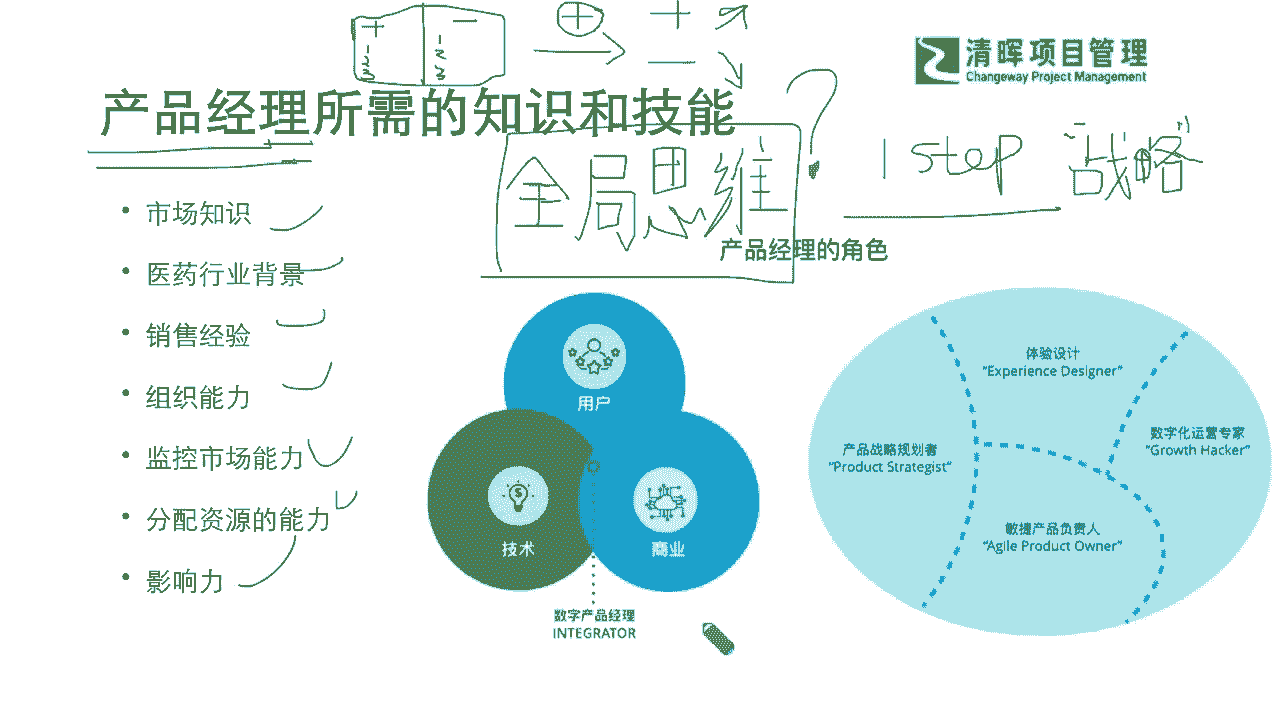 清晖项目管理
Changeway Project Management
产品经理所需的知识和技能
全局思维?
1 step "战略"
市场知识
医药行业背景
销售经验
组织能力
监控市场能力
分配资源的能力
影响力
产品经理的角色
用户
技术
商业
数字产品经理
INTEGRATOR
体验设计
"Experience Designer"
产品战略规划者
"Product Strategist"
数字化运营专家
"Growth Hacker"
敏捷产品负责人
"Agile Product Owner"